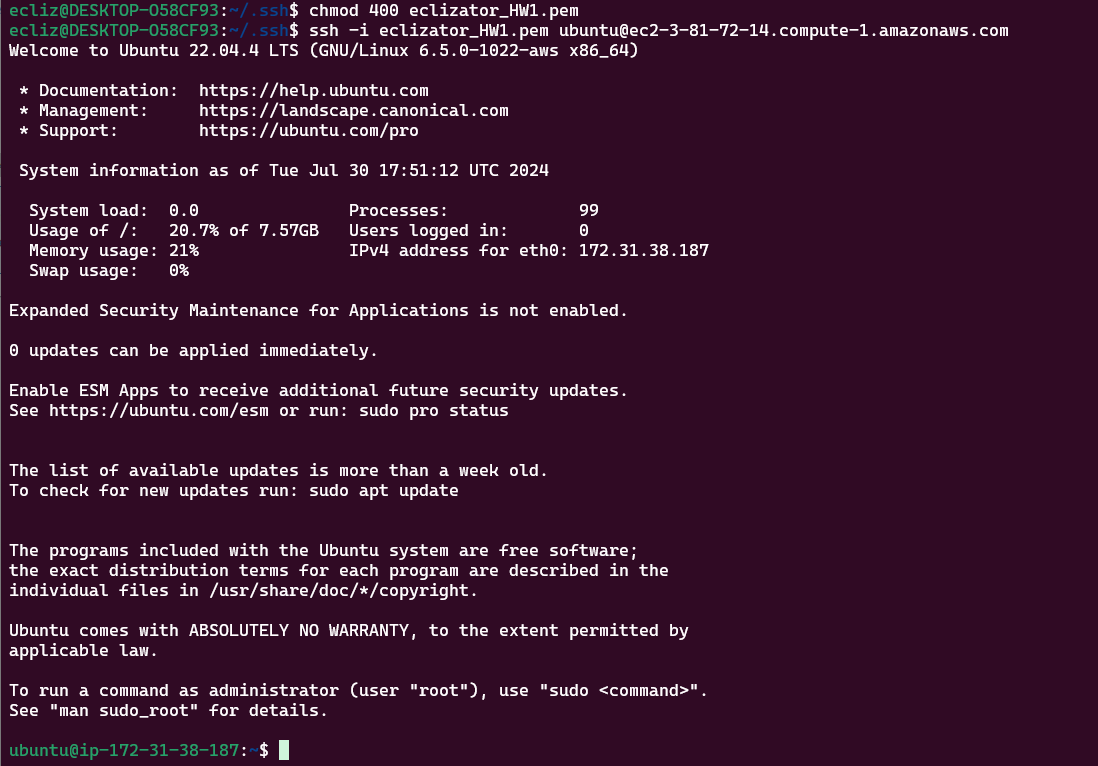 ecliz@DESKTOP-O58CF93:~/.ssh$ chmod 400 eclizator_HW1.pem
ecliz@DESKTOP-O58CF93:~/.ssh$ ssh -i eclizator_HW1.pem ubuntu@ec2-3-81-72-14.compute-1.amazonaws.com
Welcome to Ubuntu 22.04.4 LTS (GNU/Linux 6.5.0-1022-aws x86_64)

 * Documentation:  https://help.ubuntu.com
 * Management:     https://landscape.canonical.com
 * Support:        https://ubuntu.com/pro

 System information as of Tue Jul 30 17:51:12 UTC 2024

  System load:  0.0               Processes:             99
  Usage of /:   20.7% of 7.57GB   Users logged in:       0
  Memory usage: 21%               IPv4 address for eth0: 172.31.38.187
  Swap usage:   0%

Expanded Security Maintenance for Applications is not enabled.

0 updates can be applied immediately.

Enable ESM Apps to receive additional future security updates.
See https://ubuntu.com/esm or run: sudo pro status


The list of available updates is more than a week old.
To check for new updates run: sudo apt update


The programs included with the Ubuntu system are free software;
the exact distribution terms for each program are described in the
individual files in /usr/share/doc/*/copyright.

Ubuntu comes with ABSOLUTELY NO WARRANTY, to the extent permitted by
applicable law.

To run a command as administrator (user "root"), use "sudo <command>".
See "man sudo_root" for details.

ubuntu@ip-172-31-38-187:~$